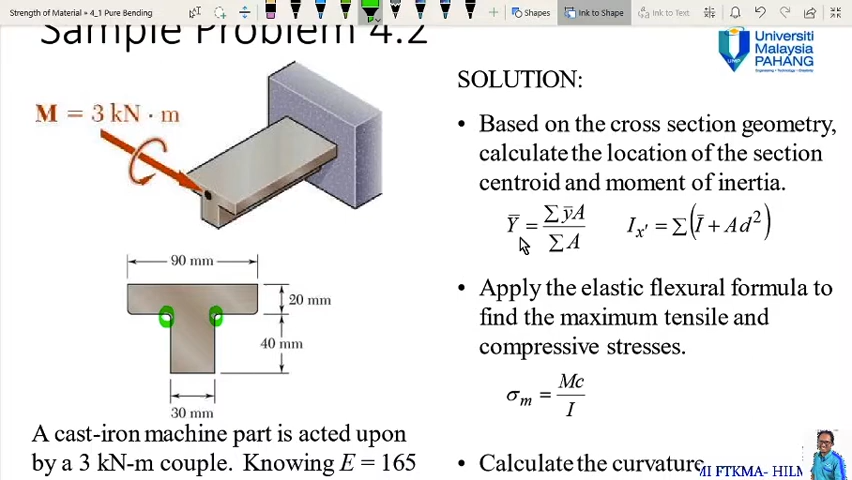 Strength of Material » 4_1 Pure Bending
Shapes
Ink to Shape
Ink to Text
Sample Problem 4.2
Universiti
Malaysia
PAHANG
SOLUTION:
M = 3 kN · m
• Based on the cross section geometry,
calculate the location of the section
centroid and moment of inertia.
Ȳ = ∑ȳA / ∑A    I_x' = ∑(Ī + Ad²)
90 mm
20 mm
40 mm
30 mm
• Apply the elastic flexural formula to
find the maximum tensile and
compressive stresses.
σ_m = Mc / I
A cast-iron machine part is acted upon
by a 3 kN-m couple. Knowing E = 165
• Calculate the curvature
MI FTKMA- HILM